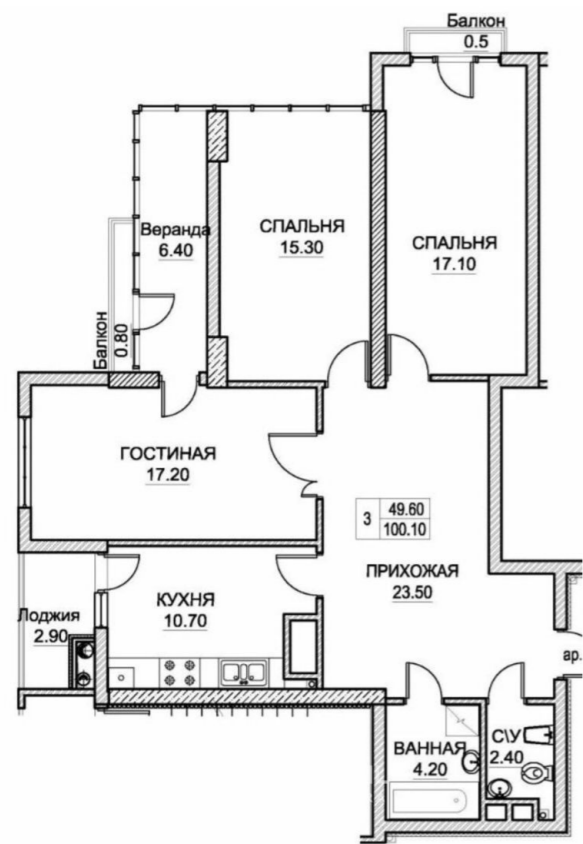 Балкон
0.5
Веранда
6.40
СПАЛЬНЯ
15.30
СПАЛЬНЯ
17.10
Балкон
0.80
ГОСТИНАЯ
17.20
3
49.60
100.10
ПРИХОЖАЯ
23.50
КУХНЯ
10.70
Лоджия
2.90
ар.
ВАННАЯ
4.20
С\У
2.40